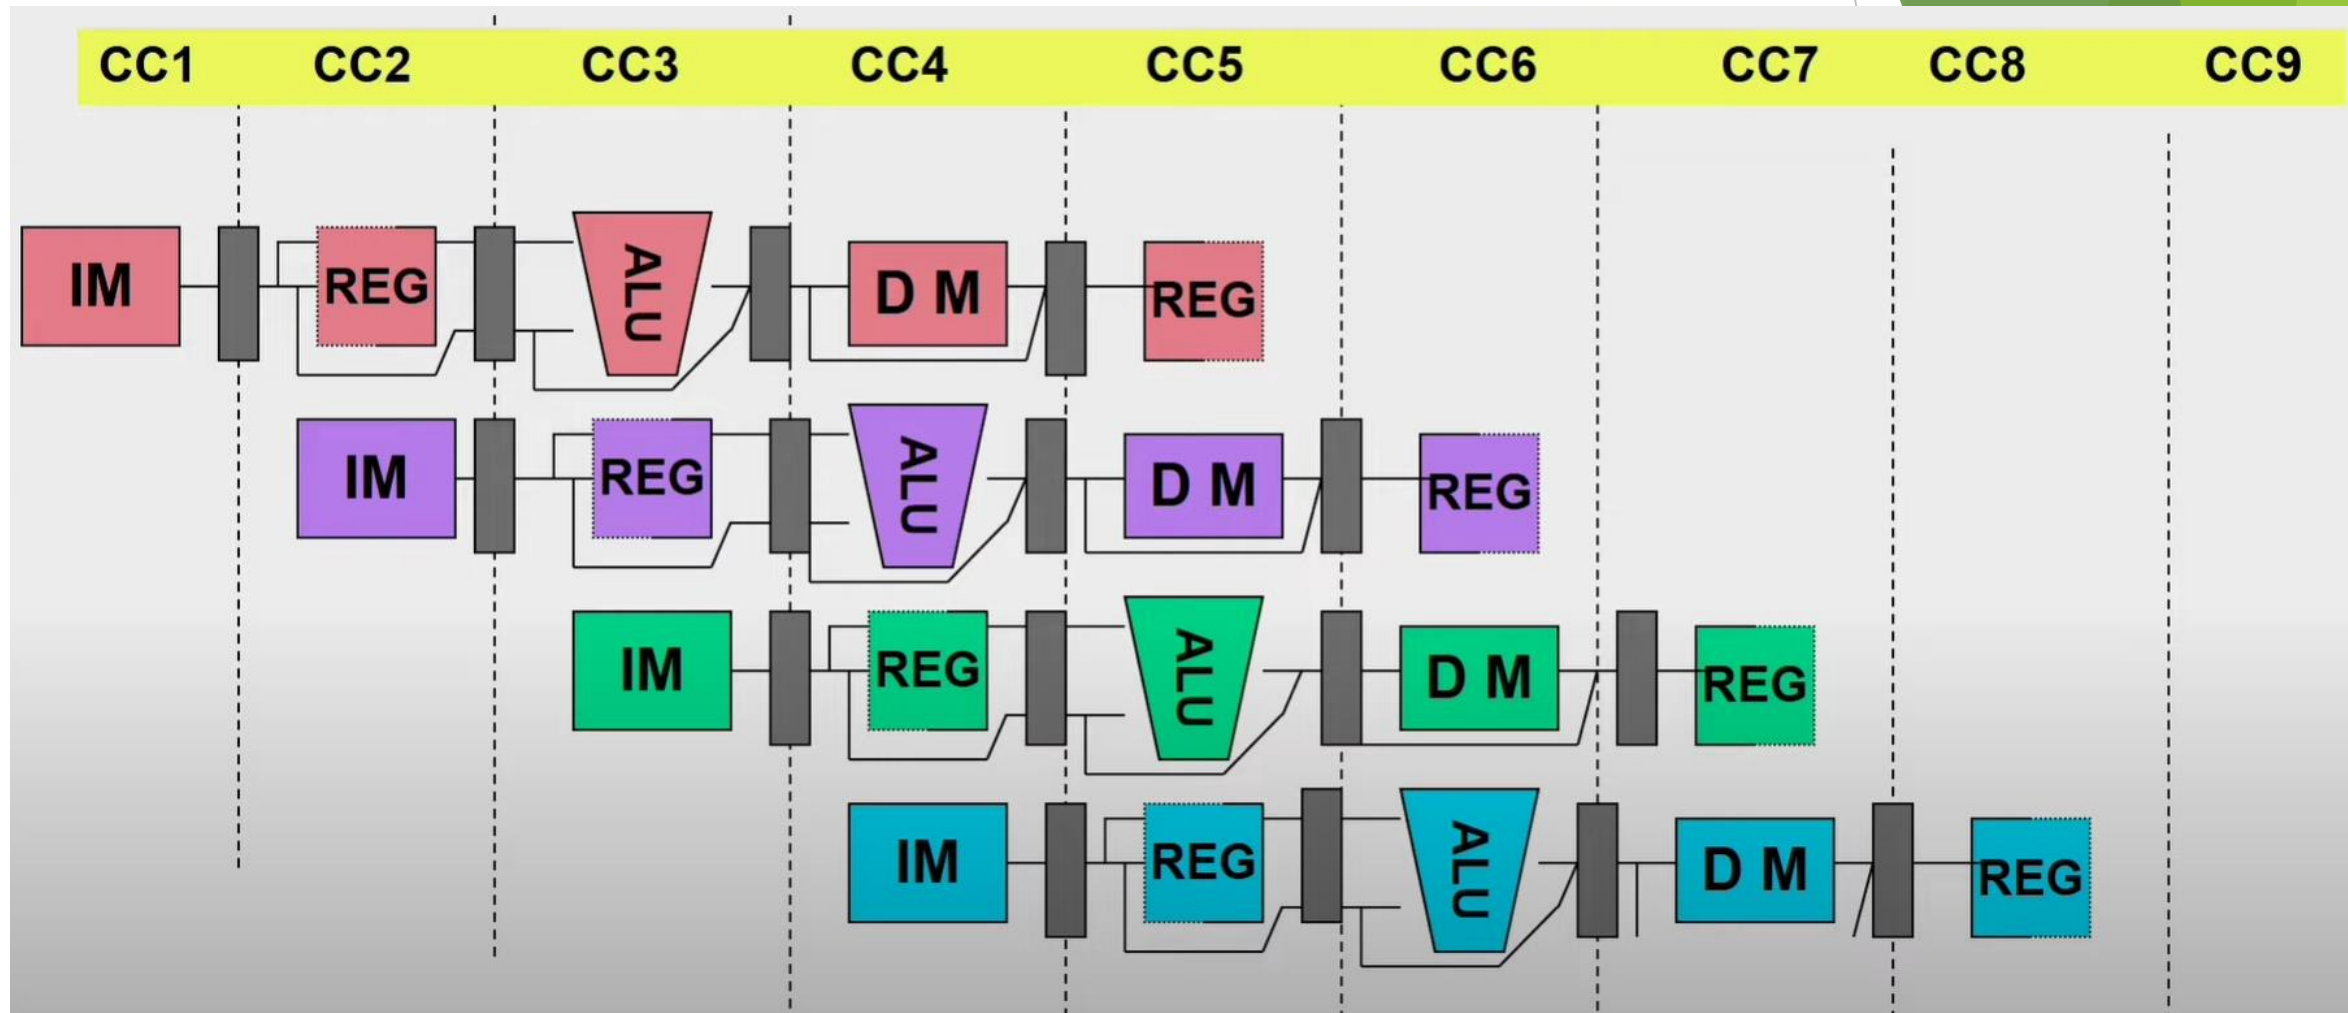 CC1 CC2 CC3 CC4 CC5 CC6 CC7 CC8 CC9
IM REG ALU D M REG
IM REG ALU D M REG
IM REG ALU D M REG
IM REG ALU D M REG